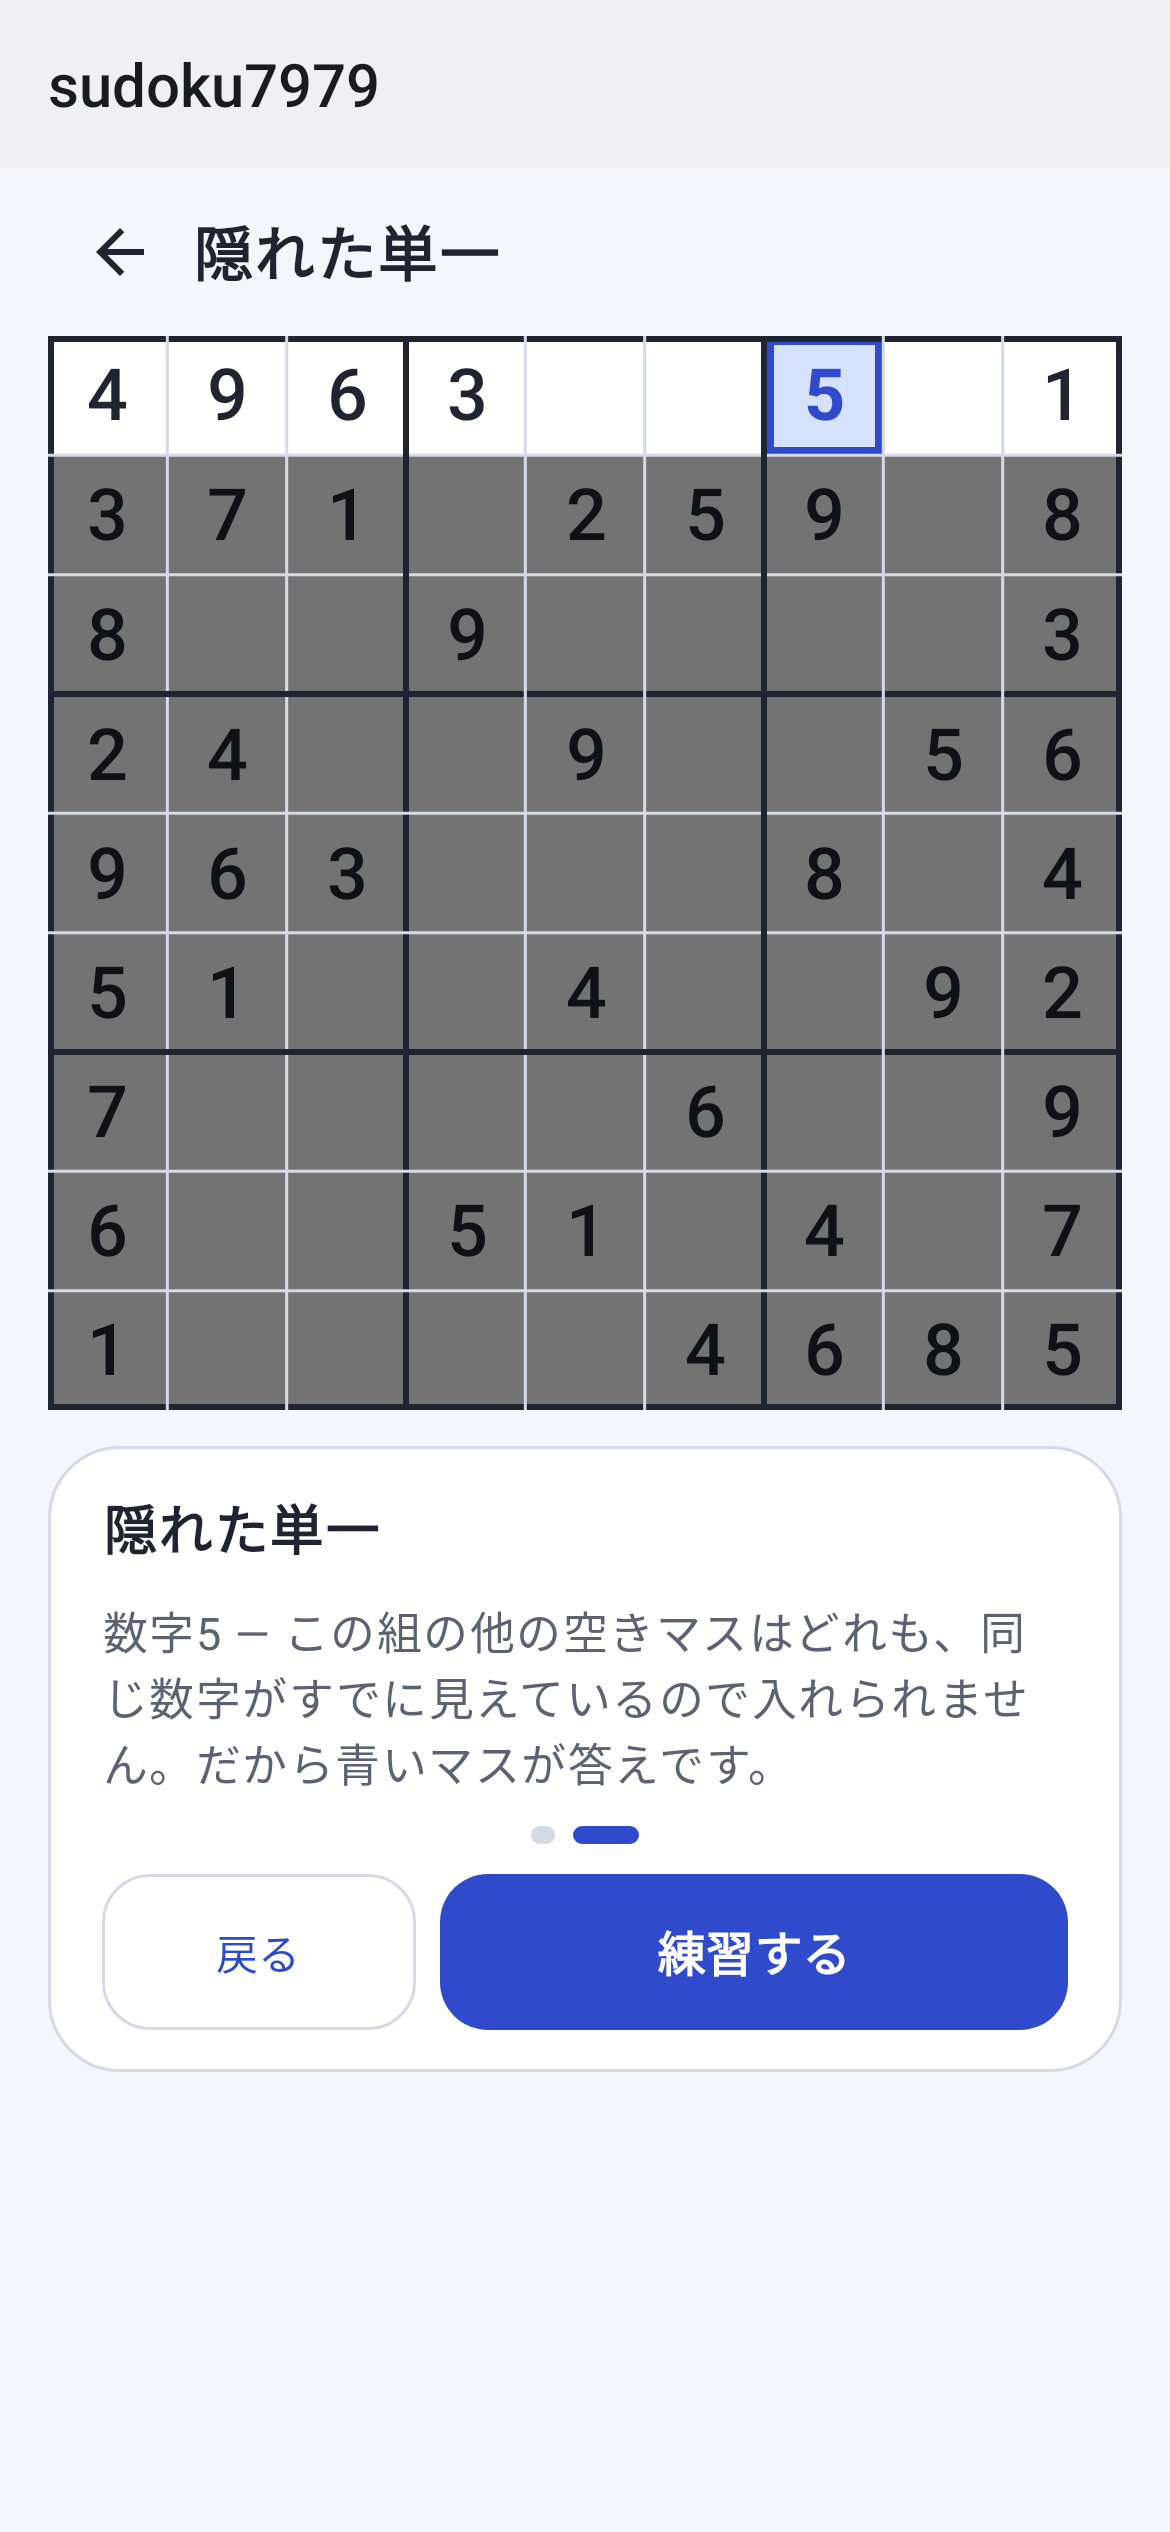 sudoku7979
隠れた単一
4 9 6 3 5 1
3 7 1 2 5 9 8
8 9 3
2 4 9 5 6
9 6 3 8 4
5 1 4 9 2
7 6 9
6 5 1 4 7
1 4 6 8 5
隠れた単一
数字5 – この組の他の空きマスはどれも、同
じ数字がすでに見えているので入れられませ
ん。だから青いマスが答えです。
戻る
練習する